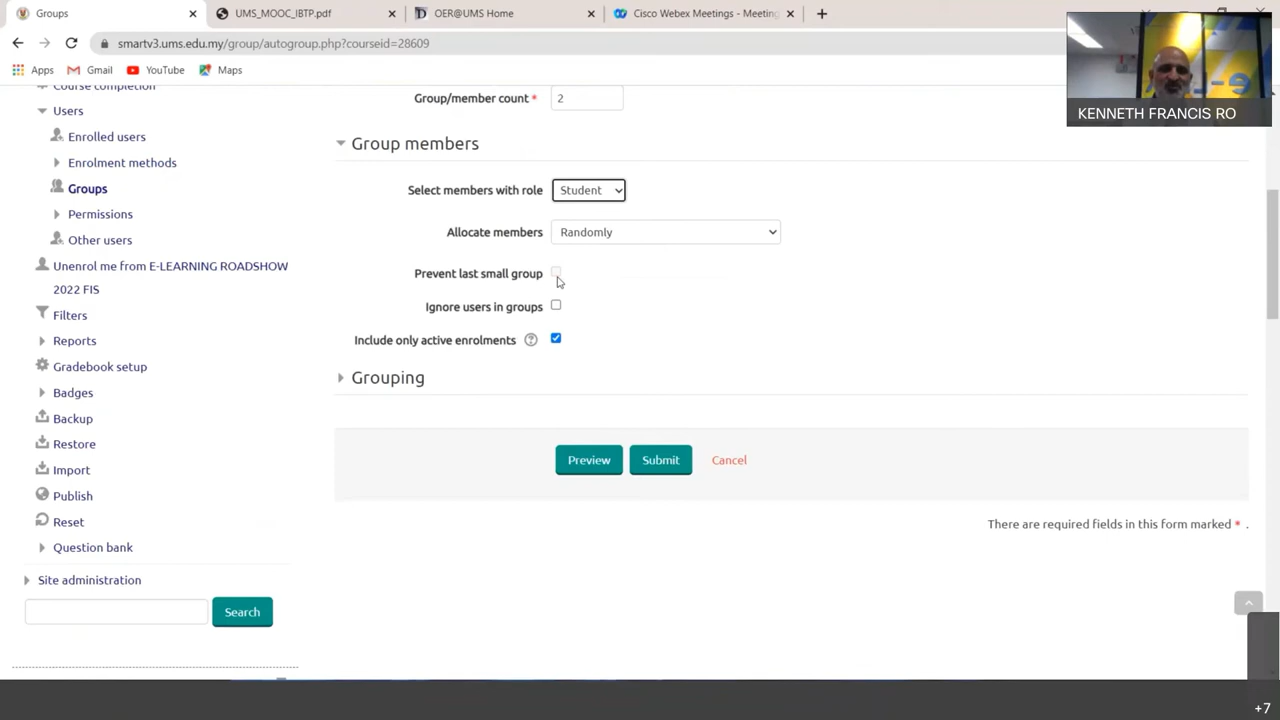 Groups
UMS_MOOC_IBTP.pdf
OER@UMS Home
Cisco Webex Meetings - Meeting
smartv3.ums.edu.my/group/autogroup.php?courseid=28609
Apps
Gmail
YouTube
Maps
KENNETH FRANCIS RO
Course completion
Users
Enrolled users
Enrolment methods
Groups
Permissions
Other users
Unenrol me from E-LEARNING ROADSHOW
2022 FIS
Filters
Reports
Gradebook setup
Badges
Backup
Restore
Import
Publish
Reset
Question bank
Site administration
Search
Group/member count *
2
Group members
Select members with role
Student
Allocate members
Randomly
Prevent last small group
Ignore users in groups
Include only active enrolments
Grouping
Preview
Submit
Cancel
There are required fields in this form marked * .
+7